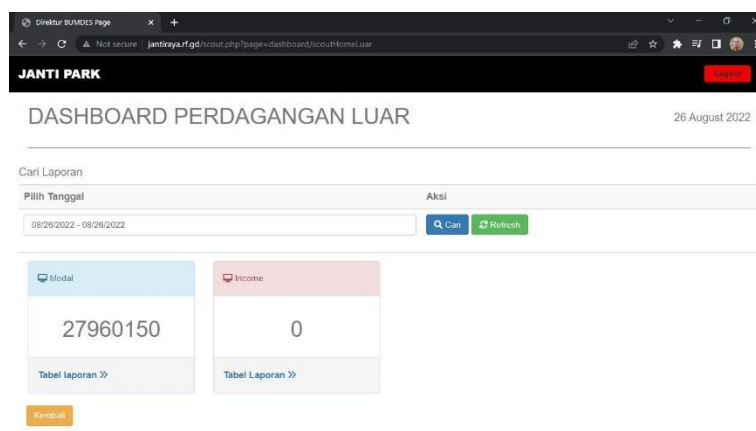 Direktur BUMDES Page
Not secure | jantiraya.rf.gd/scout.php?page=dashboard/scoutHomeLuar
JANTI PARK
Logout
DASHBOARD PERDAGANGAN LUAR
26 August 2022
Cari Laporan
Pilih Tanggal
Aksi
08/26/2022 - 08/26/2022
Cari
Refresh
Modal
Income
27960150
0
Tabel laporan
Tabel Laporan
Kembali